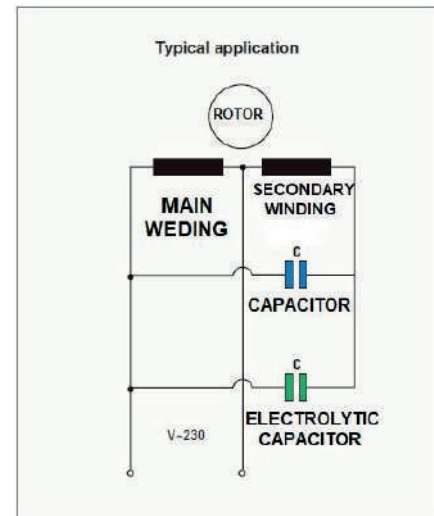 Typical application
ROTOR
MAIN
WEDING
SECONDARY
WINDING
C
CAPACITOR
C
ELECTROLYTIC
CAPACITOR
V~230